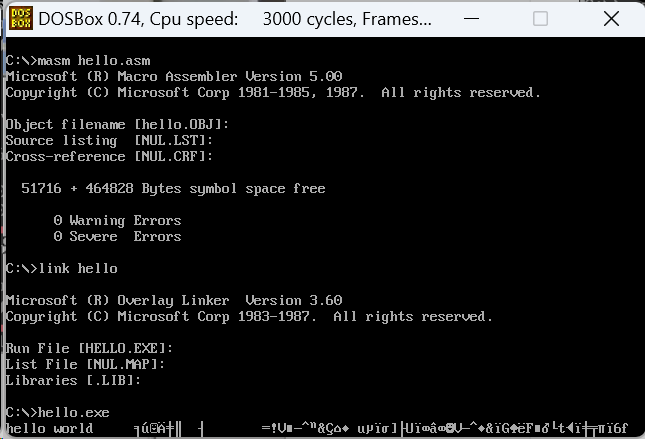 DOSBox 0.74, Cpu speed:    3000 cycles, Frames...
C:\>masm hello.asm
Microsoft (R) Macro Assembler Version 5.00
Copyright (C) Microsoft Corp 1981-1985, 1987.  All rights reserved.
Object filename [hello.OBJ]:
Source listing  [NUL.LST]:
Cross-reference [NUL.CRF]:
  51716 + 464828 Bytes symbol space free
      0 Warning Errors
      0 Severe  Errors
C:\>link hello
Microsoft (R) Overlay Linker  Version 3.60
Copyright (C) Microsoft Corp 1983-1987.  All rights reserved.
Run File [HELLO.EXE]:
List File [NUL.MAP]:
Libraries [.LIB]:
C:\>hello.exe
hello world